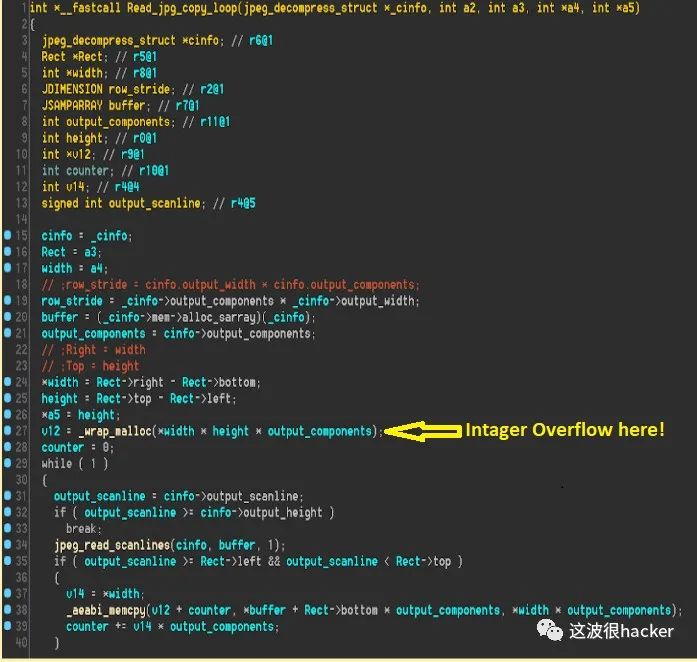 1 int *__fastcall Read_jpg_copy_loop(jpeg_decompress_struct *_cinfo, int a2, int a3, int *a4, int *a5)
2 {
3 jpeg_decompress_struct *cinfo; // r6@1
4 Rect *Rect; // r5@1
5 int *width; // r8@1
6 JDIMENSION row_stride; // r2@1
7 JSAMPARRAY buffer; // r7@1
8 int output_components; // r11@1
9 int height; // r0@1
10 int *v12; // r9@1
11 int counter; // r10@1
12 int v14; // r4@4
13 signed int output_scanline; // r4@5
14
15 cinfo = _cinfo;
16 Rect = a3;
17 width = a4;
18 // ;row_stride = cinfo.output_width * cinfo.output_components;
19 row_stride = _cinfo->output_components * _cinfo->output_width;
20 buffer = (_cinfo->mem->alloc_sarray)(_cinfo);
21 output_components = cinfo->output_components;
22 // ;Right = width
23 // ;Top = height
24 *width = Rect->right - Rect->bottom;
25 height = Rect->top - Rect->left;
26 *a5 = height;
27 v12 = _wrap_malloc(*width * height * output_components); Intager Overflow here!
28 counter = 0;
29 while ( 1 )
30 {
31 output_scanline = cinfo->output_scanline;
32 if ( output_scanline >= cinfo->output_height )
33 break;
34 jpeg_read_scanlines(cinfo, buffer, 1);
35 if ( output_scanline >= Rect->left && output_scanline < Rect->top )
36 {
37 v14 = *width;
38 _aeabi_memcpy(v12 + counter, *buffer + Rect->bottom * output_components, *width * output_components);
39 counter += v14 * output_components;
40 }
这波很hacker